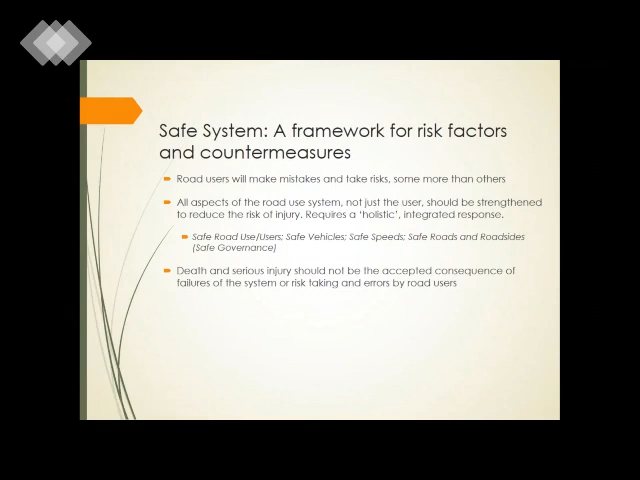 Safe System: A framework for risk factors
and countermeasures
Road users will make mistakes and take risks, some more than others
All aspects of the road use system, not just the user, should be strengthened
to reduce the risk of injury. Requires a ‘holistic’, integrated response.
Safe Road Use/Users; Safe Vehicles; Safe Speeds; Safe Roads and Roadsides
(Safe Governance)
Death and serious injury should not be the accepted consequence of
failures of the system or risk taking and errors by road users